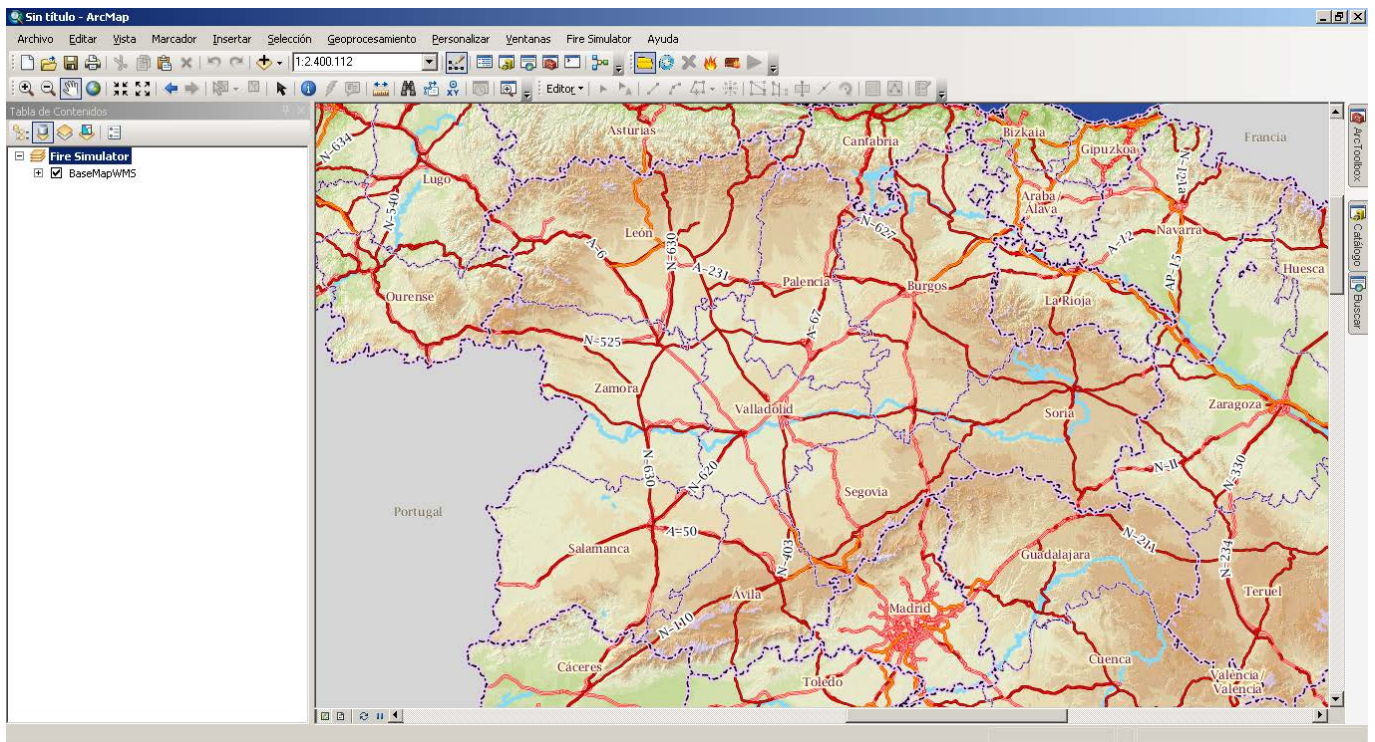 Sin título - ArcMap
Archivo Editar Vista Marcador Insertar Selección Geoprocesamiento Personalizar Ventanas Fire Simulator Ayuda
1:2.400.112
Editor
Tabla de Contenidos
Fire Simulator
BaseMapWMS
ArcToolbox
Catálogo
Buscar
Asturias
Cantabria
Bizkaia
Gipuzkoa
Francia
N-634
Lugo
N-121-A
Araba / Álava
N-540
León
N-630
A-6
A-231
N-627
A-12
Navarra
AP-15
Huesca
Palencia
Burgos
La Rioja
Ourense
A-67
N-525
Zamora
Valladolid
Soria
Zaragoza
N-630
N-620
N-II
N-330
Segovia
Portugal
A-50
N-403
Salamanca
Guadalajara
N-211
N-234
Ávila
Madrid
Teruel
N-110
Cáceres
Toledo
Cuenca
València / Valencia